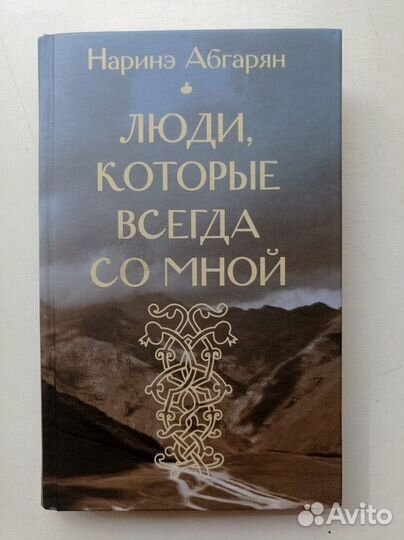 Наринэ Абгарян
ЛЮДИ,
КОТОРЫЕ
ВСЕГДА
СО МНОЙ
Avito